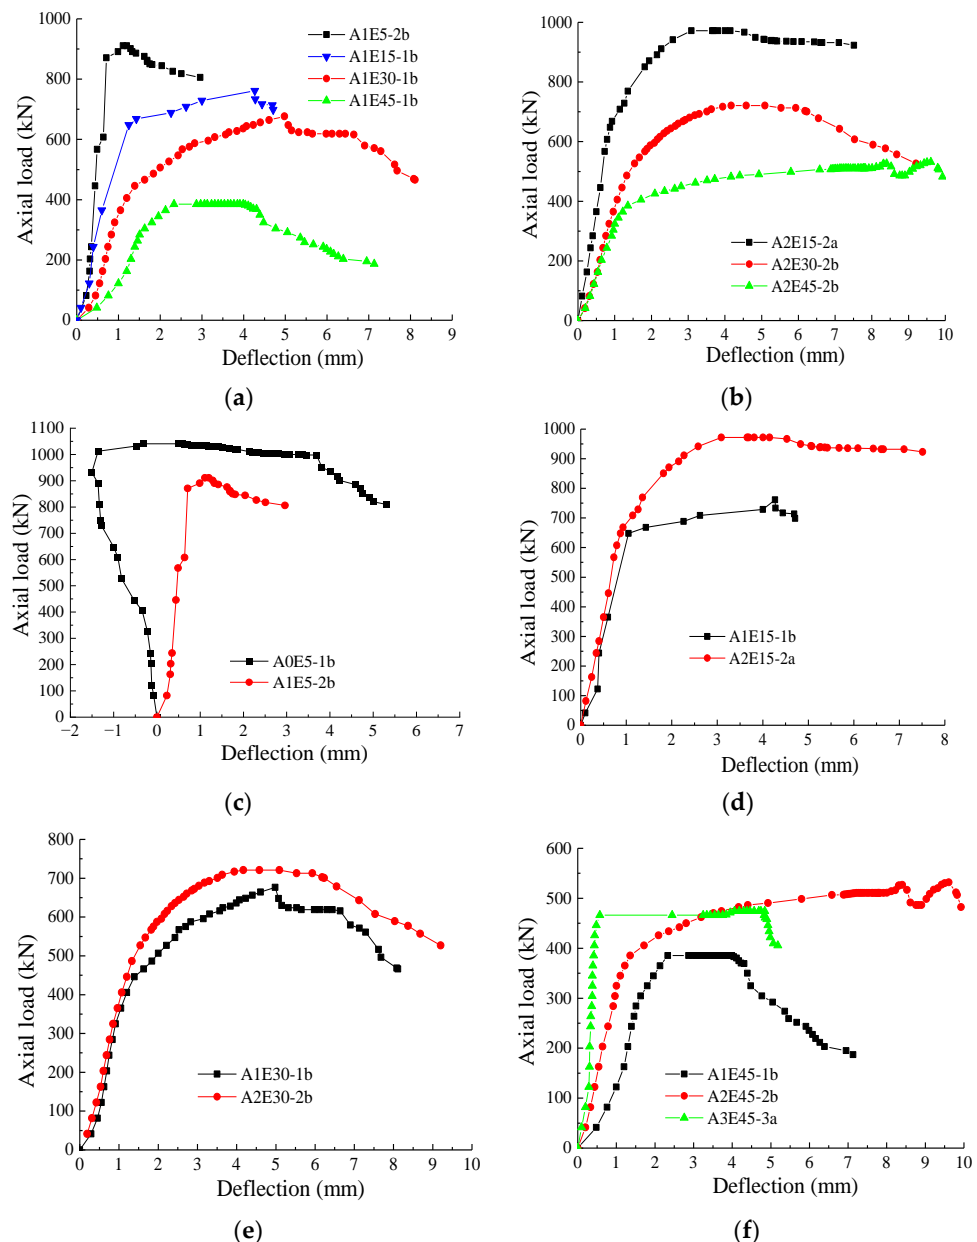 1000
800
600
400
200
0
Axial load (kN)
A1E5-2b
A1E15-1b
A1E30-1b
A1E45-1b
0 1 2 3 4 5 6 7 8 9
Deflection (mm)
(a)
1000
900
800
700
600
500
400
300
200
100
0
Axial load (kN)
A2E15-2a
A2E30-2b
A2E45-2b
0 1 2 3 4 5 6 7 8 9 10
Deflection (mm)
(b)
1100
1000
900
800
700
600
500
400
300
200
100
0
Axial load (kN)
A0E5-1b
A1E5-2b
−2 −1 0 1 2 3 4 5 6 7
Deflection (mm)
(c)
1000
900
800
700
600
500
400
300
200
100
0
Axial load (kN)
A1E15-1b
A2E15-2a
0 1 2 3 4 5 6 7 8
Deflection (mm)
(d)
800
700
600
500
400
300
200
100
0
Axial load (kN)
A1E30-1b
A2E30-2b
0 1 2 3 4 5 6 7 8 9 10
Deflection (mm)
(e)
600
500
400
300
200
100
0
Axial load (kN)
A1E45-1b
A2E45-2b
A3E45-3a
0 1 2 3 4 5 6 7 8 9 10
Deflection (mm)
(f)